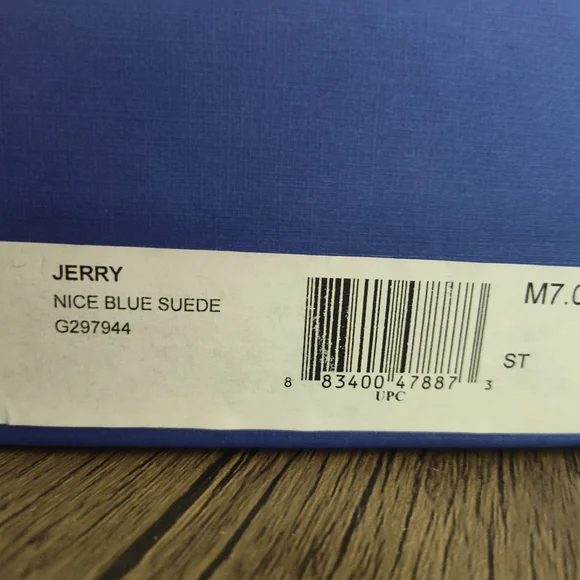 JERRY
NICE BLUE SUEDE
G297944
8 83400 47887 3
UPC
M7.0
ST